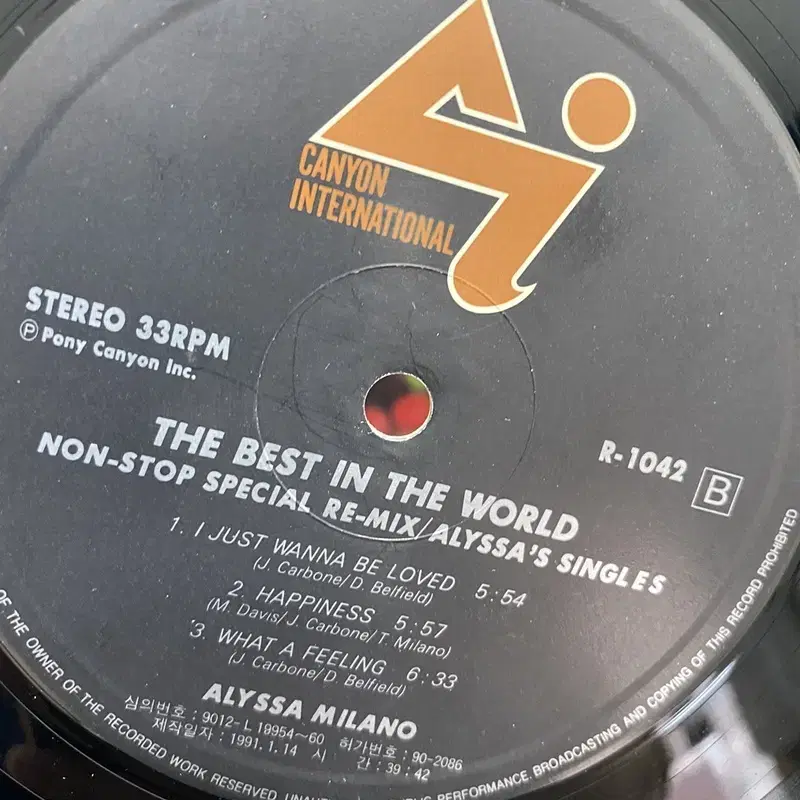 CANYON
INTERNATIONAL
STEREO 33RPM
Ⓟ Pony Canyon Inc.
R-1042 B
THE BEST IN THE WORLD
NON-STOP SPECIAL RE-MIX/ALYSSA'S SINGLES
1. I JUST WANNA BE LOVED 5:54
(J. Carbone/D. Belfield)
2. HAPPINESS 5:57
(M. Davis/J. Carbone/T. Milano)
3. WHAT A FEELING 6:33
(J. Carbone/D. Belfield)
ALYSSA MILANO
심의번호 : 9012-L 19954~60 허가번호 : 90-2086
제작일자 : 1991. 1. 14 시 간 : 39 : 42
OF THE OWNER OF THE RECORDED WORK RESERVED. PERFORMANCE, BROADCASTING AND COPYING OF THIS RECORD PROHIBITED